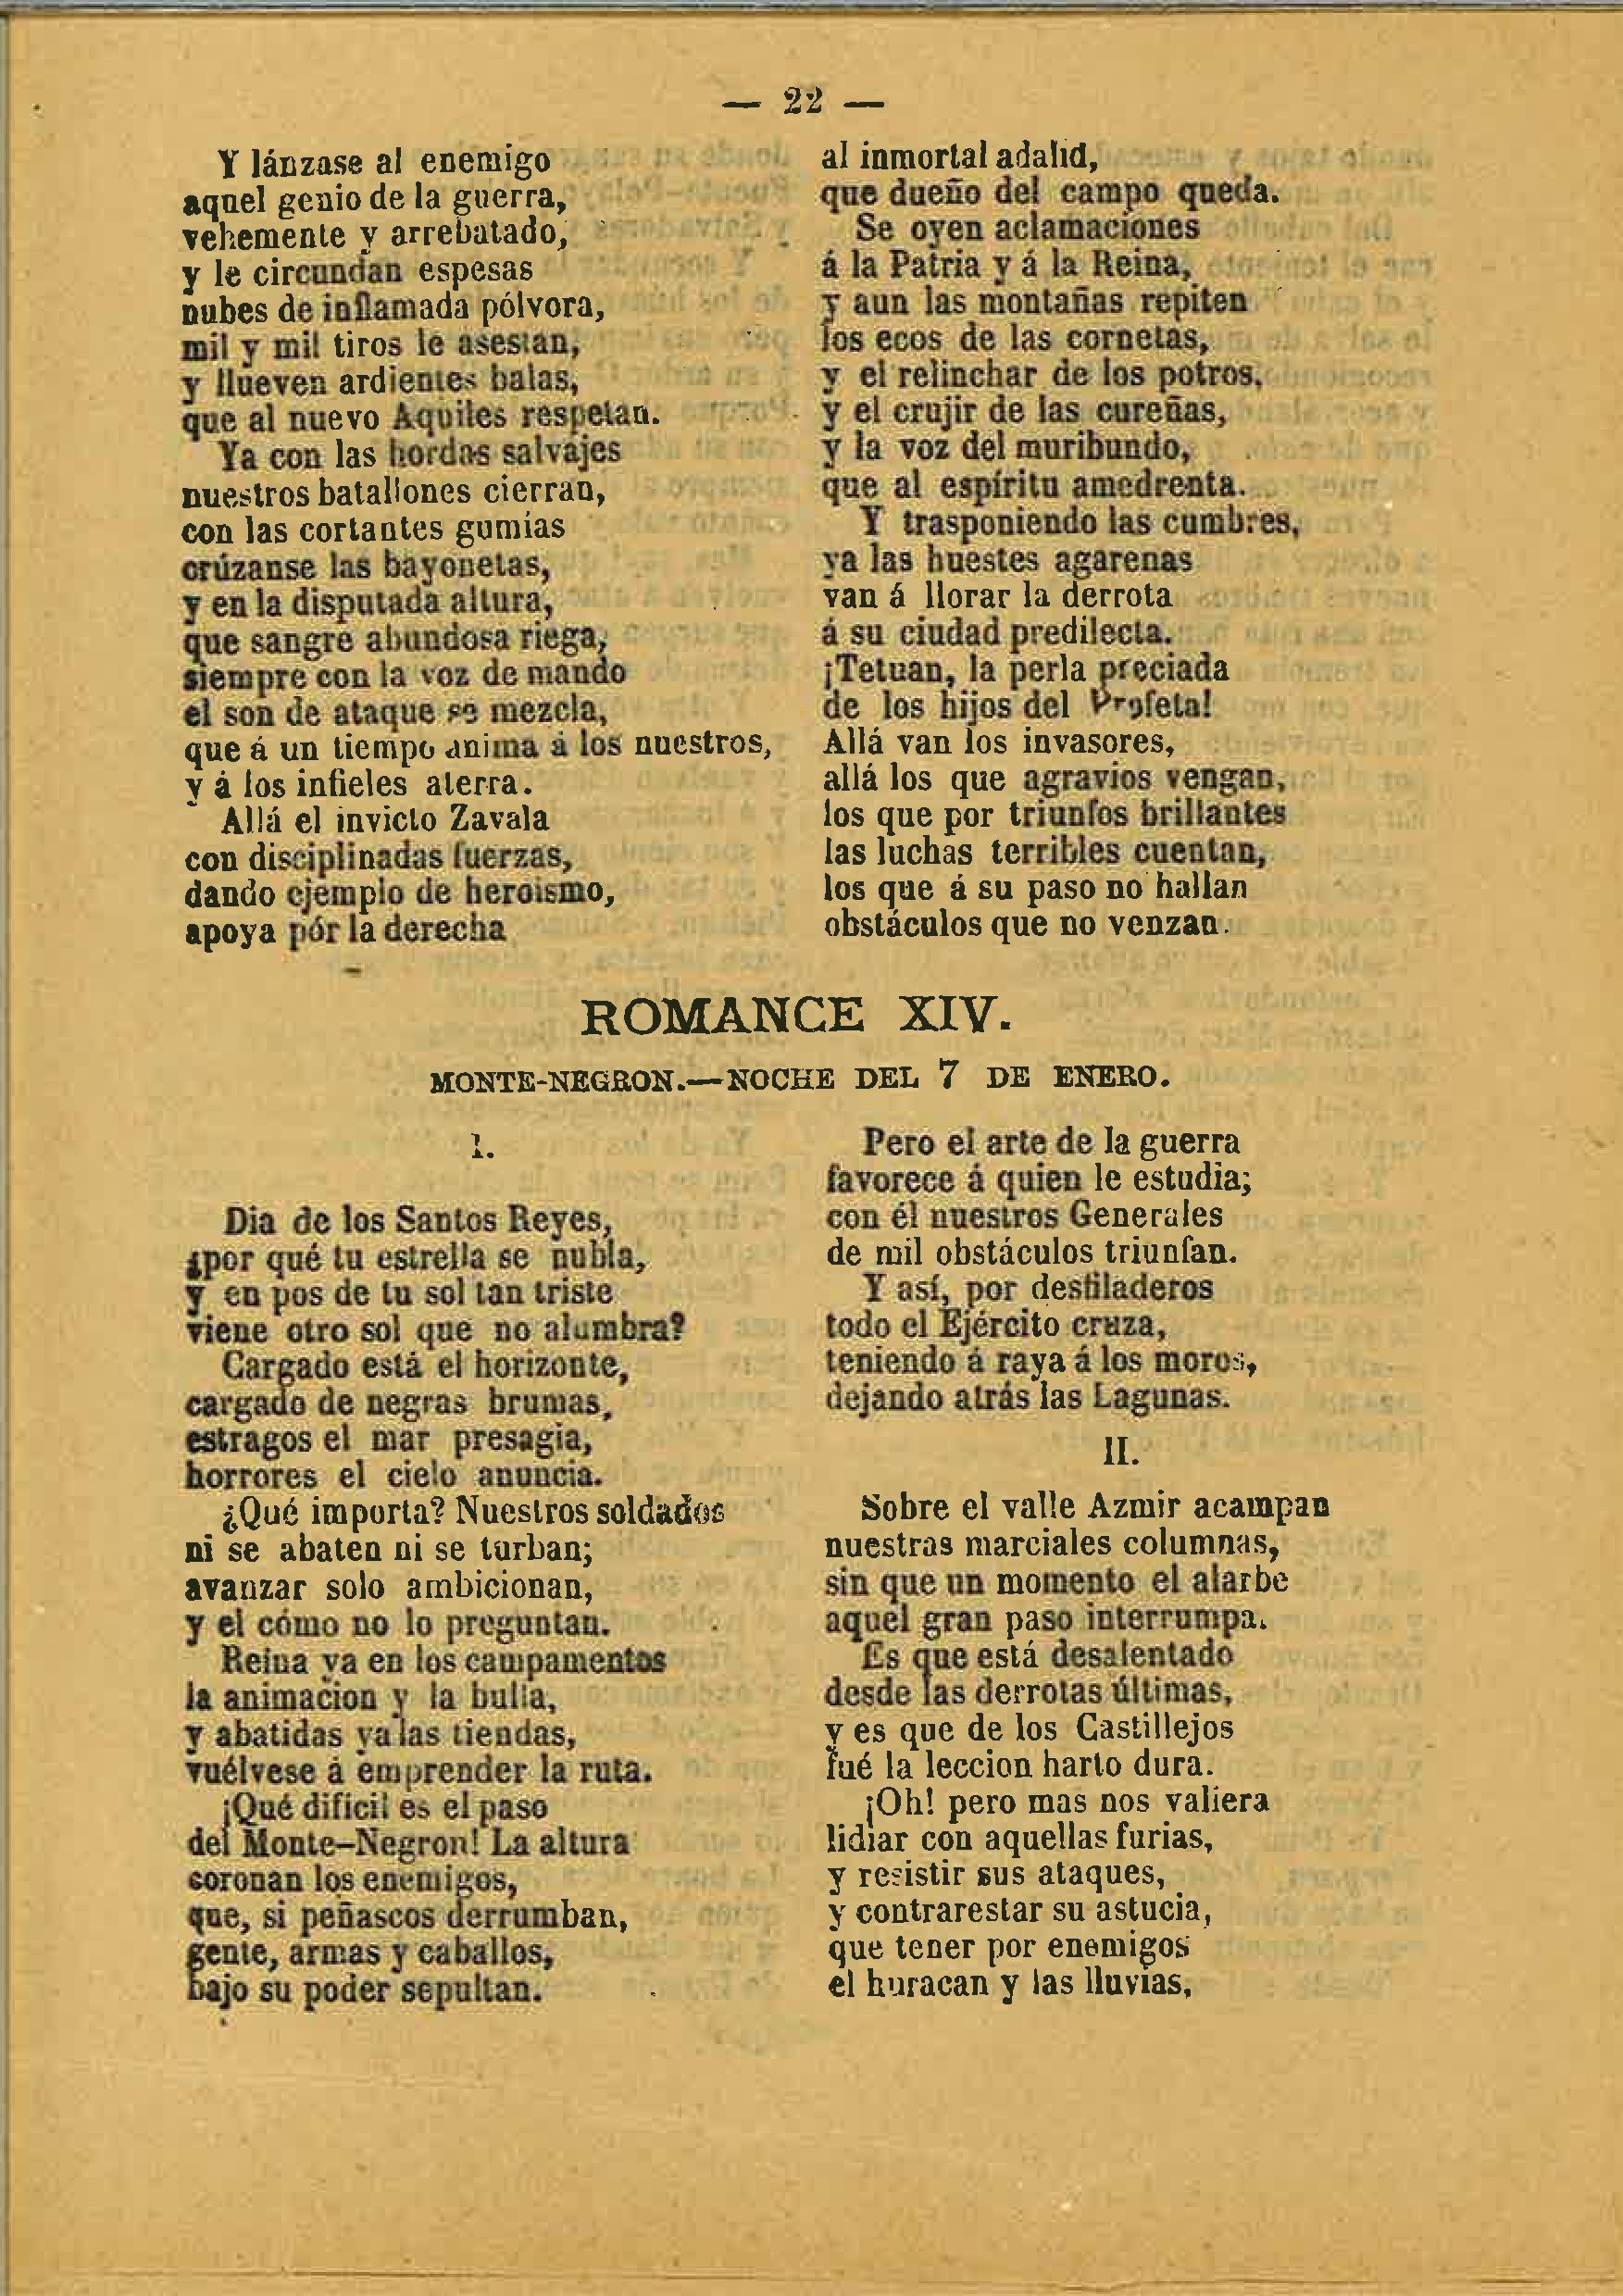 — 22 —
Y lánzase al enemigo
aquel genio de la guerra,
vehemente y arrebatado,
y le circundan espesas
nubes de inflamada pólvora,
mil y mil tiros le asestan,
y llueven ardientes balas,
que al nuevo Aquiles respetan.
Ya con las hordas salvajes
nuestros batallones cierran,
con las cortantes gumías
crúzanse las bayonetas,
y en la disputada altura,
que sangre abundosa riega,
siempre con la voz de mando
el son de ataque se mezcla,
que á un tiempo anima á los nuestros,
y á los infieles aterra.
Allá el invicto Zavala
con disciplinadas fuerzas,
dando ejemplo de heroismo,
apoya pór la derecha
al inmortal adalid,
que dueño del campo queda.
Se oyen aclamaciones
á la Patria y á la Reina,
y aun las montañas repiten
los ecos de las cornetas,
y el relinchar de los potros,
y el crujir de las cureñas,
y la voz del muribundo,
que al espíritu amedrenta.
Y trasponiendo las cumbres,
ya las huestes agarenas
van á llorar la derrota
á su ciudad predilecta.
¡Tetuan, la perla preciada
de los hijos del Profeta!
Allá van los invasores,
allá los que agravios vengan,
los que por triunfos brillantes
las luchas terribles cuentan,
los que á su paso no hallan
obstáculos que no venzan.
ROMANCE XIV.
MONTE-NEGRON.—NOCHE DEL 7 DE ENERO.
I.
Dia de los Santos Reyes,
¿por qué tu estrella se nubla,
y en pos de tu sol tan triste
viene otro sol que no alumbra?
Cargado está el horizonte,
cargado de negras brumas,
estragos el mar presagia,
horrores el cielo anuncia.
¿Qué importa? Nuestros soldados
ni se abaten ni se turban;
avanzar solo ambicionan,
y el cómo no lo preguntan.
Reina ya en los campamentos
la animacion y la bulla,
y abatidas ya las tiendas,
vuélvese á emprender la ruta.
¡Qué difícil es el paso
del Monte-Negron! La altura
coronan los enemigos,
que, si peñascos derrumban,
gente, armas y caballos,
bajo su poder sepultan.
Pero el arte de la guerra
favorece á quien le estudia;
con él nuestros Generales
de mil obstáculos triunfan.
Y así, por desfiladeros
todo el Ejército cruza,
teniendo á raya á los moros,
dejando atrás las Lagunas.
II.
Sobre el valle Azmir acampan
nuestras marciales columnas,
sin que un momento el alarbe
aquel gran paso interrumpa.
Es que está desalentado
desde las derrotas últimas,
y es que de los Castillejos
fué la leccion harto dura.
¡Oh! pero mas nos valiera
lidiar con aquellas furias,
y resistir sus ataques,
y contrarestar su astucia,
que tener por enemigos
el huracan y las lluvias,